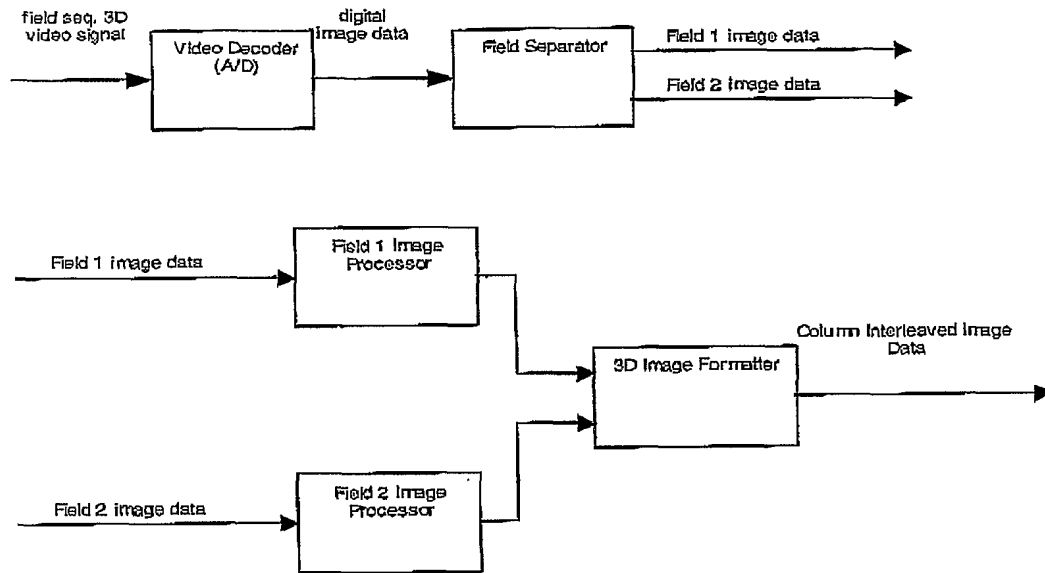 field seq. 3D
video signal
Video Decoder
(A/D)
digital
image data
Field Separator
Field 1 image data
Field 2 image data
Field 1 image data
Field 1 Image
Processor
3D Image Formatter
Column Interleaved Image
Data
Field 2 image data
Field 2 Image
Processor